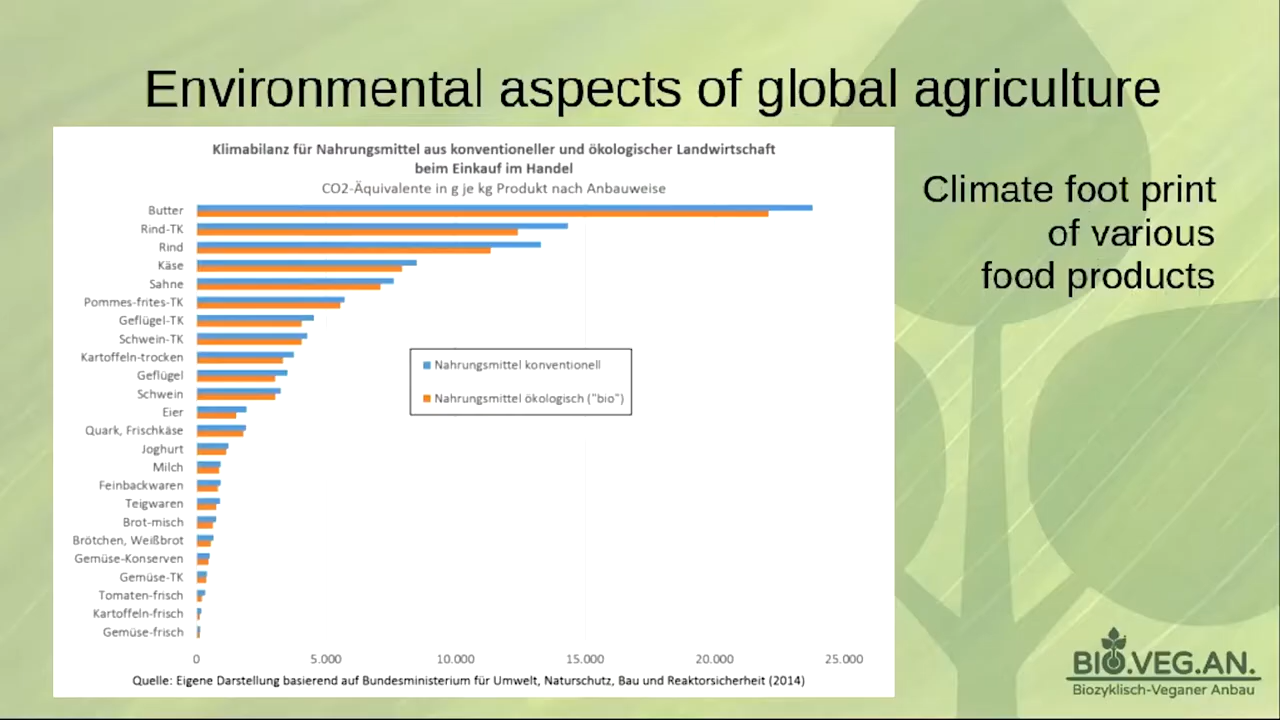 Environmental aspects of global agriculture
Klimabilanz für Nahrungsmittel aus konventioneller und ökologischer Landwirtschaft
beim Einkauf im Handel
CO2-Äquivalente in g je kg Produkt nach Anbauweise
Climate foot print
of various
food products
Butter
Rind-TK
Rind
Käse
Sahne
Pommes-frites-TK
Geflügel-TK
Schwein-TK
Kartoffeln-trocken
Geflügel
Schwein
Eier
Quark, Frischkäse
Joghurt
Milch
Feinbackwaren
Teigwaren
Brot-misch
Brötchen, Weißbrot
Gemüse-Konserven
Gemüse-TK
Tomaten-frisch
Kartoffeln-frisch
Gemüse-frisch
Nahrungsmittel konventionell
Nahrungsmittel ökologisch ("bio")
0 5.000 10.000 15.000 20.000 25.000
Quelle: Eigene Darstellung basierend auf Bundesministerium für Umwelt, Naturschutz, Bau und Reaktorsicherheit (2014)
BIO.VEG.AN.
Biozyklisch-Veganer Anbau